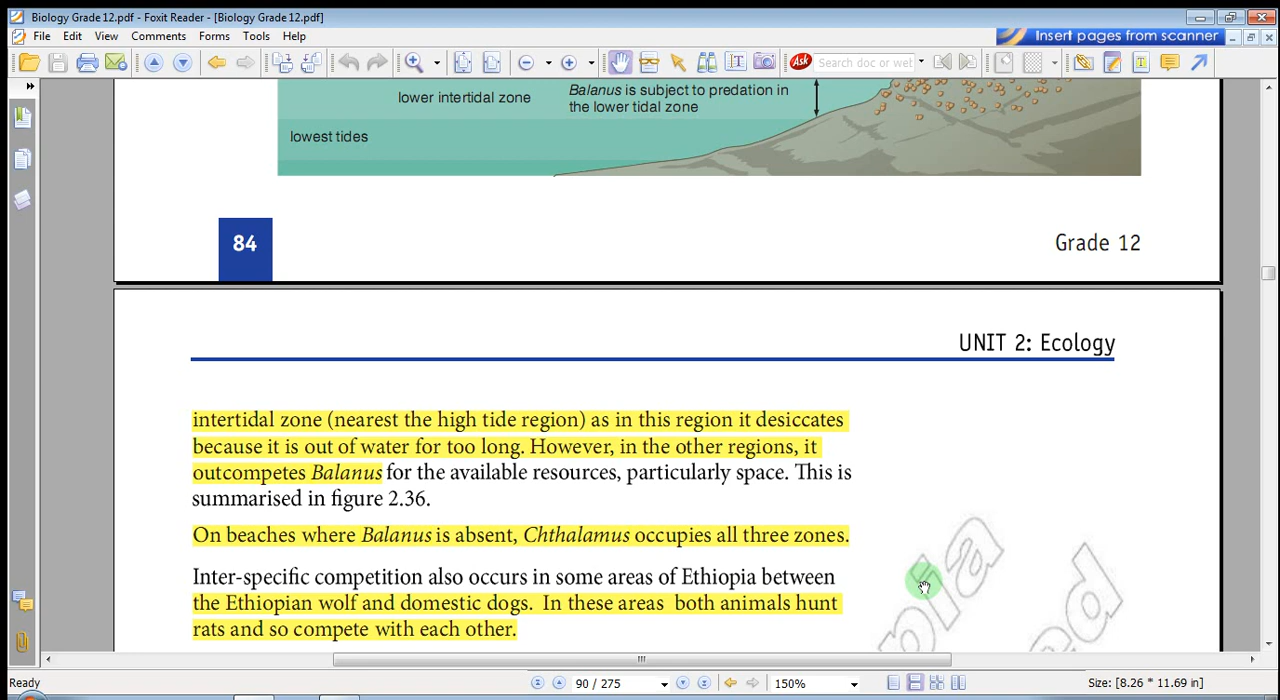 Biology Grade 12.pdf - Foxit Reader - [Biology Grade 12.pdf]
File Edit View Comments Forms Tools Help
Insert pages from scanner
Ask Search doc or wel
lower intertidal zone
Balanus is subject to predation in
the lower tidal zone
lowest tides
84
Grade 12
UNIT 2: Ecology
intertidal zone (nearest the high tide region) as in this region it desiccates
because it is out of water for too long. However, in the other regions, it
outcompetes Balanus for the available resources, particularly space. This is
summarised in figure 2.36.
On beaches where Balanus is absent, Chthalamus occupies all three zones.
Inter-specific competition also occurs in some areas of Ethiopia between
the Ethiopian wolf and domestic dogs. In these areas both animals hunt
rats and so compete with each other.
Ready
90 / 275
150%
Size: [8.26 * 11.69 in]